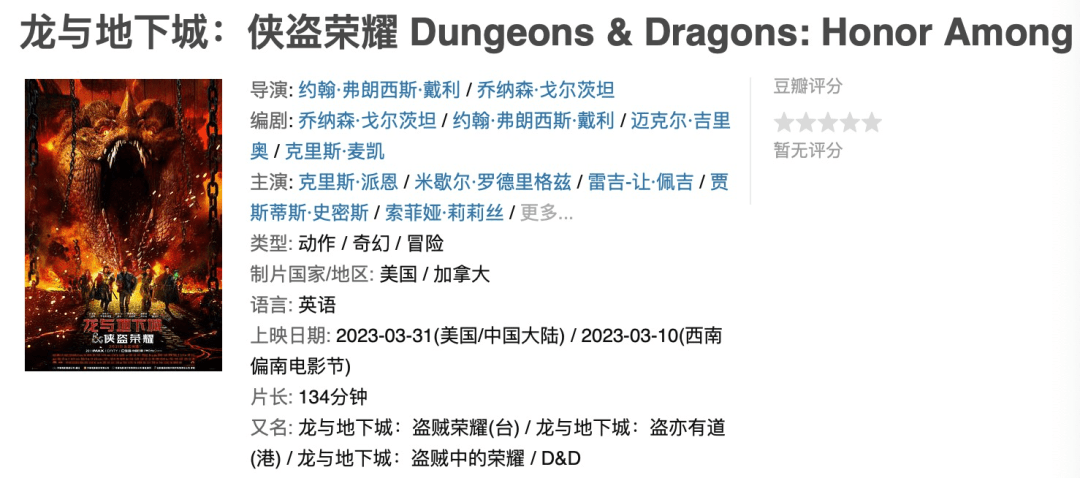 龙与地下城：侠盗荣耀 Dungeons & Dragons: Honor Among
导演: 约翰·弗朗西斯·戴利 / 乔纳森·戈尔茨坦
编剧: 乔纳森·戈尔茨坦 / 约翰·弗朗西斯·戴利 / 迈克尔·吉里
奥 / 克里斯·麦凯
主演: 克里斯·派恩 / 米歇尔·罗德里格兹 / 雷吉-让·佩吉 / 贾
斯蒂斯·史密斯 / 索菲娅·莉莉丝 / 更多...
类型: 动作 / 奇幻 / 冒险
制片国家/地区: 美国 / 加拿大
语言: 英语
上映日期: 2023-03-31(美国/中国大陆) / 2023-03-10(西南
偏南电影节)
片长: 134分钟
又名: 龙与地下城：盗贼荣耀(台) / 龙与地下城：盗亦有道
(港) / 龙与地下城：盗贼中的荣耀 / D&D
豆瓣评分
暂无评分
龙与地下城
侠盗荣耀